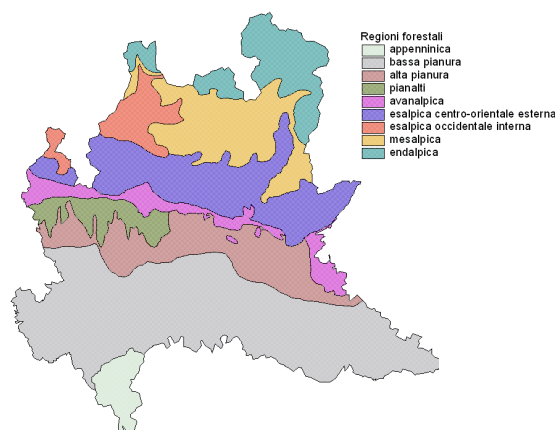 Regioni forestali
appenninica
bassa pianura
alta pianura
pianalti
avanalpica
esalpica centro-orientale esterna
esalpica occidentale interna
mesalpica
endalpica